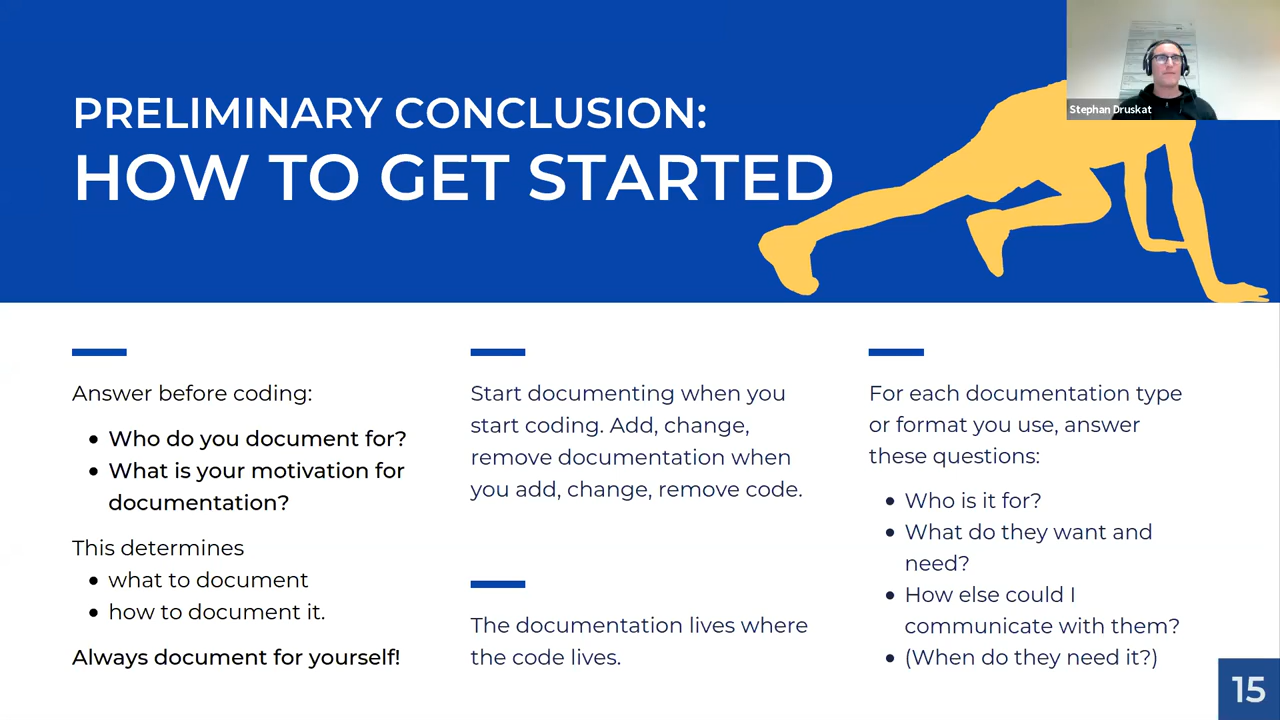 PRELIMINARY CONCLUSION:
HOW TO GET STARTED
Stephan Druskat
Answer before coding:
• Who do you document for?
• What is your motivation for
documentation?
This determines
• what to document
• how to document it.
Always document for yourself!
Start documenting when you
start coding. Add, change,
remove documentation when
you add, change, remove code.
The documentation lives where
the code lives.
For each documentation type
or format you use, answer
these questions:
• Who is it for?
• What do they want and
need?
• How else could I
communicate with them?
• (When do they need it?)
15